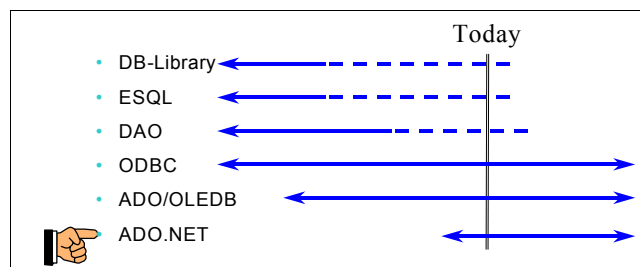 Today
DB-Library
ESQL
DAO
ODBC
ADO/OLEDB
ADO.NET